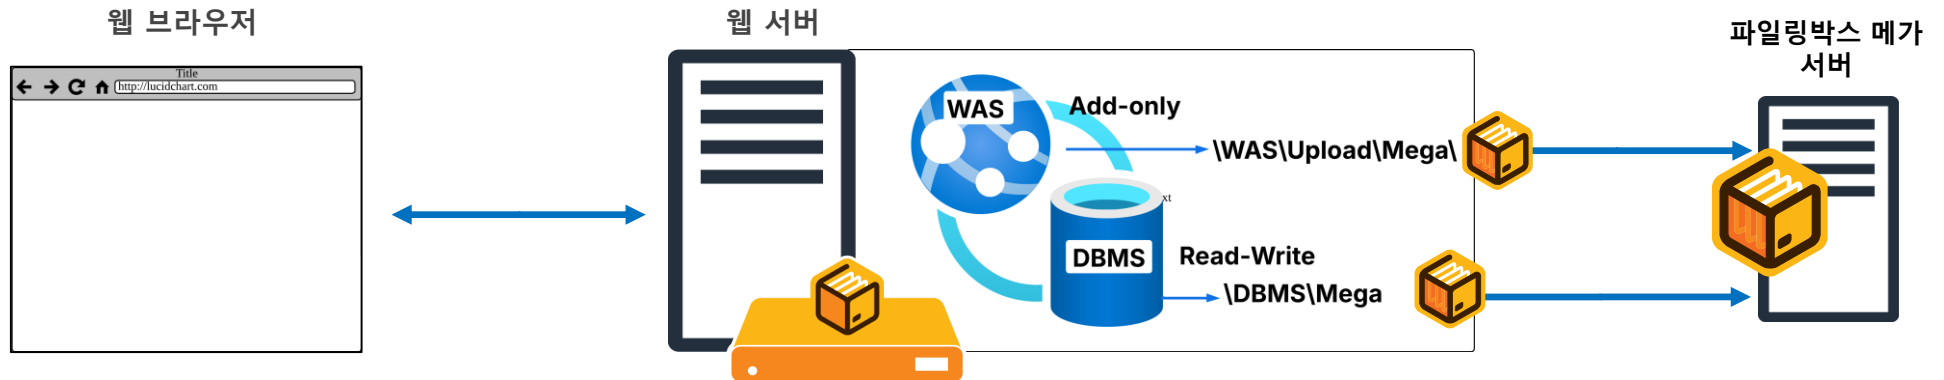 웹 브라우저
Title
http://lucidchart.com
웹 서버
WAS
Add-only
\WAS\Upload\Mega\
xt
DBMS
Read-Write
\DBMS\Mega
파일링박스 메가
서버